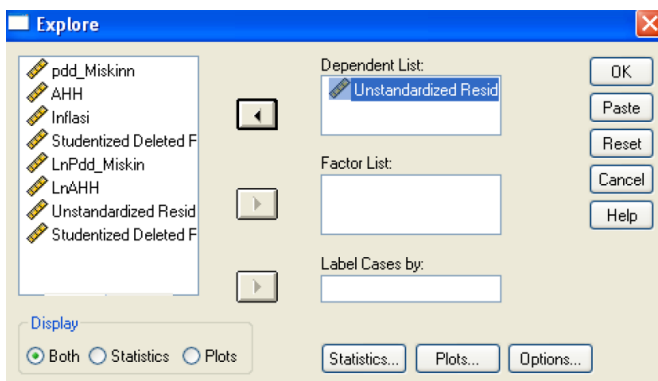 Explore
pdd_Miskinn
AHH
Inflasi
Studentized Deleted F
LnPdd_Miskin
LnAHH
Unstandardized Resid
Studentized Deleted F
Dependent List:
Unstandardized Resid
Factor List:
Label Cases by:
OK
Paste
Reset
Cancel
Help
Display
Both Statistics Plots
Statistics... Plots... Options...